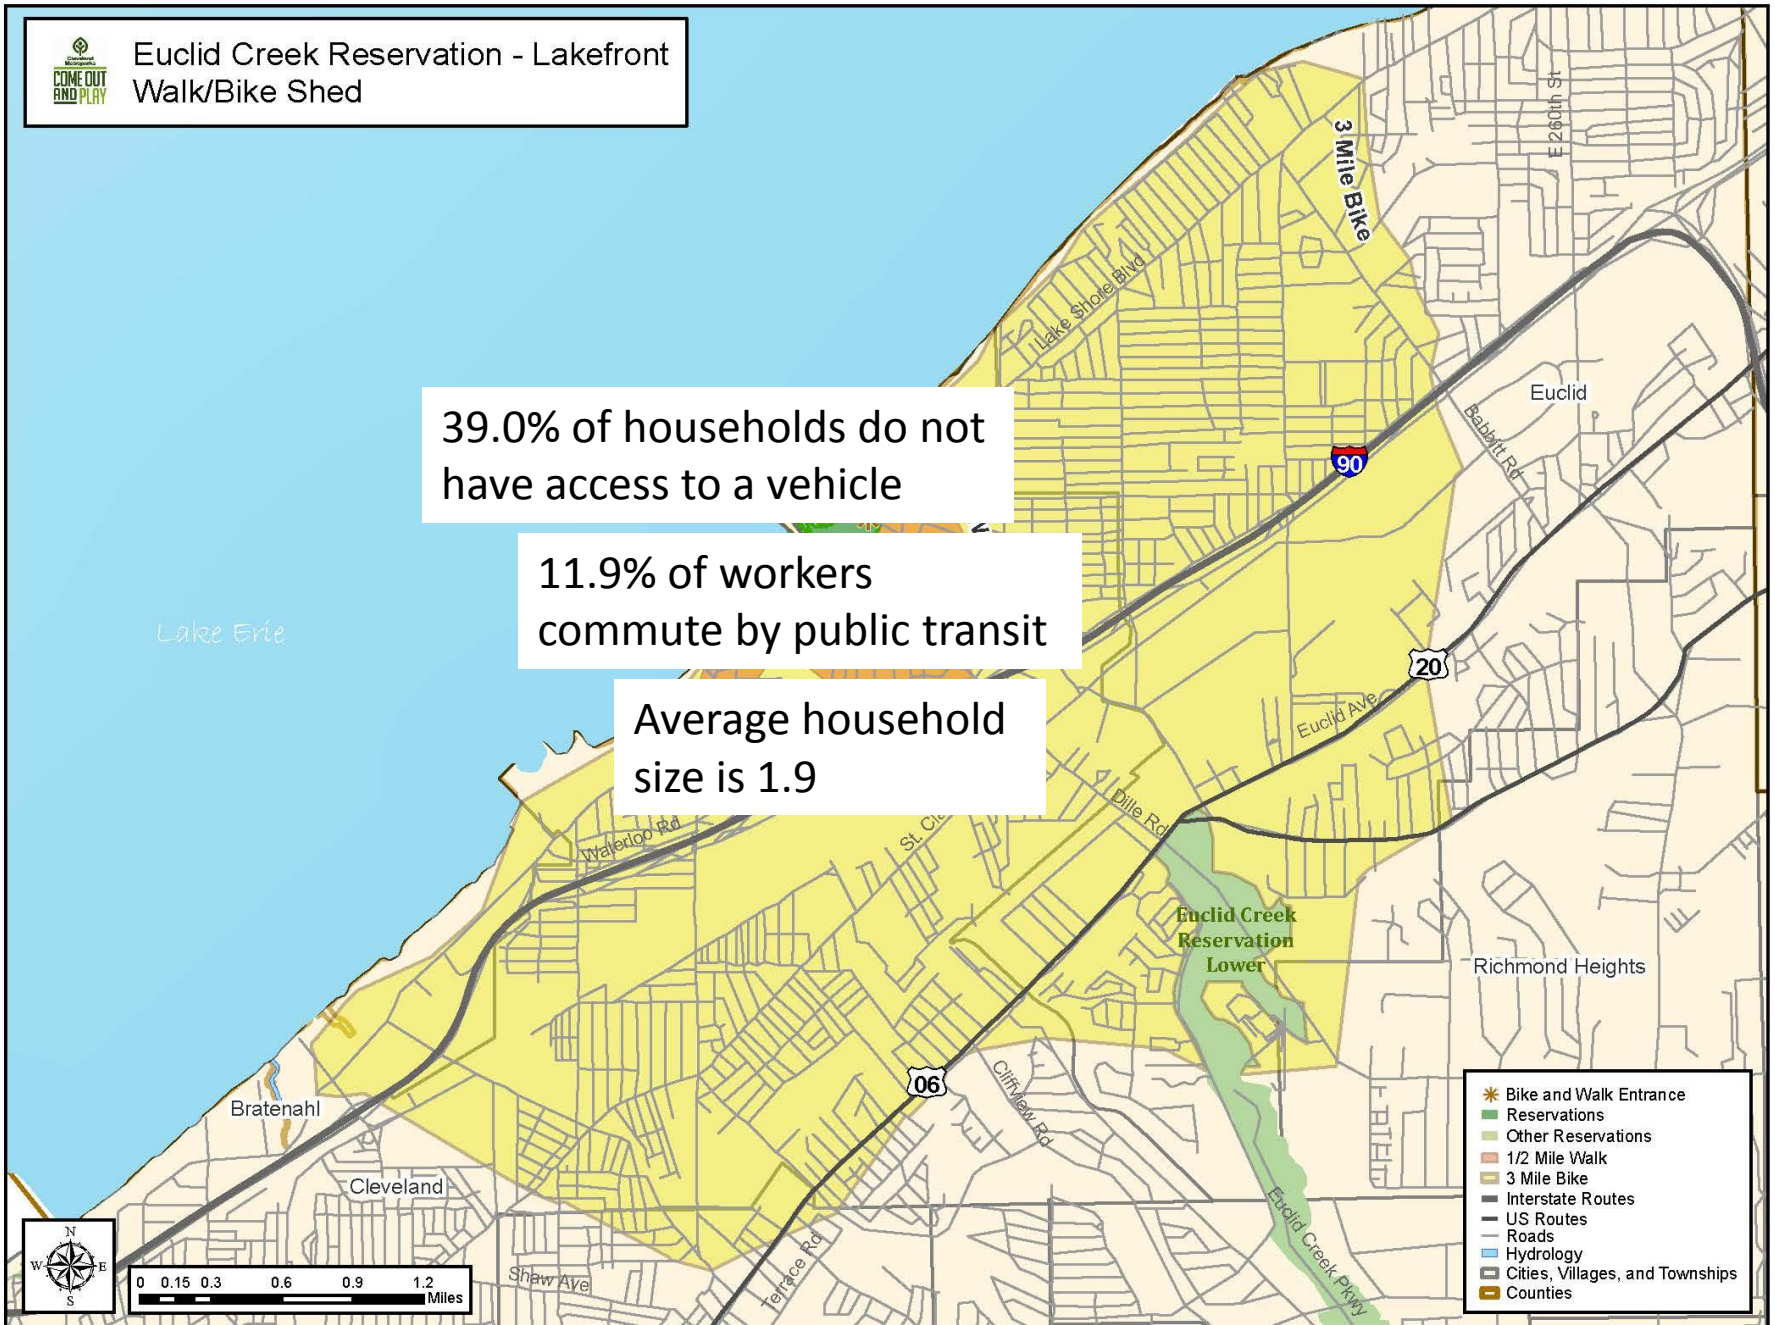 Cleveland
Metroparks
COME OUT
AND PLAY
Euclid Creek Reservation - Lakefront
Walk/Bike Shed
3 Mile Bike
E 260th St
Lake Shore Blvd
Euclid
Babbitt Rd
90
39.0% of households do not
have access to a vehicle
11.9% of workers
commute by public transit
Average household
size is 1.9
Lake Erie
20
Euclid Ave
Dille Rd
Waterloo Rd
St. Cl
Euclid Creek
Reservation
Lower
Richmond Heights
06
Cliffview Rd
Bratenahl
Cleveland
Shaw Ave
Terrace Rd
Euclid Creek Pkwy
N
W E
S
0 0.15 0.3 0.6 0.9 1.2
Miles
Bike and Walk Entrance
Reservations
Other Reservations
1/2 Mile Walk
3 Mile Bike
Interstate Routes
US Routes
Roads
Hydrology
Cities, Villages, and Townships
Counties